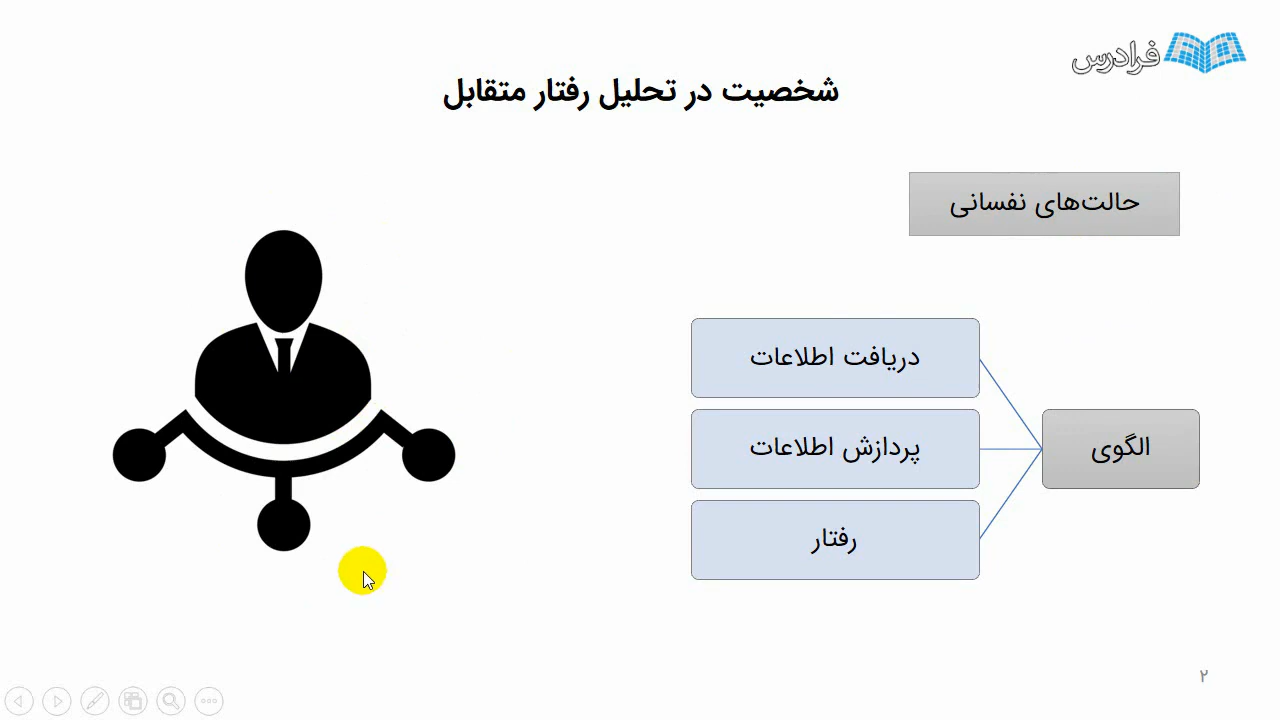 فرادرس
شخصیت در تحلیل رفتار متقابل
حالت‌های نفسانی
الگوی
دریافت اطلاعات
پردازش اطلاعات
رفتار
۲